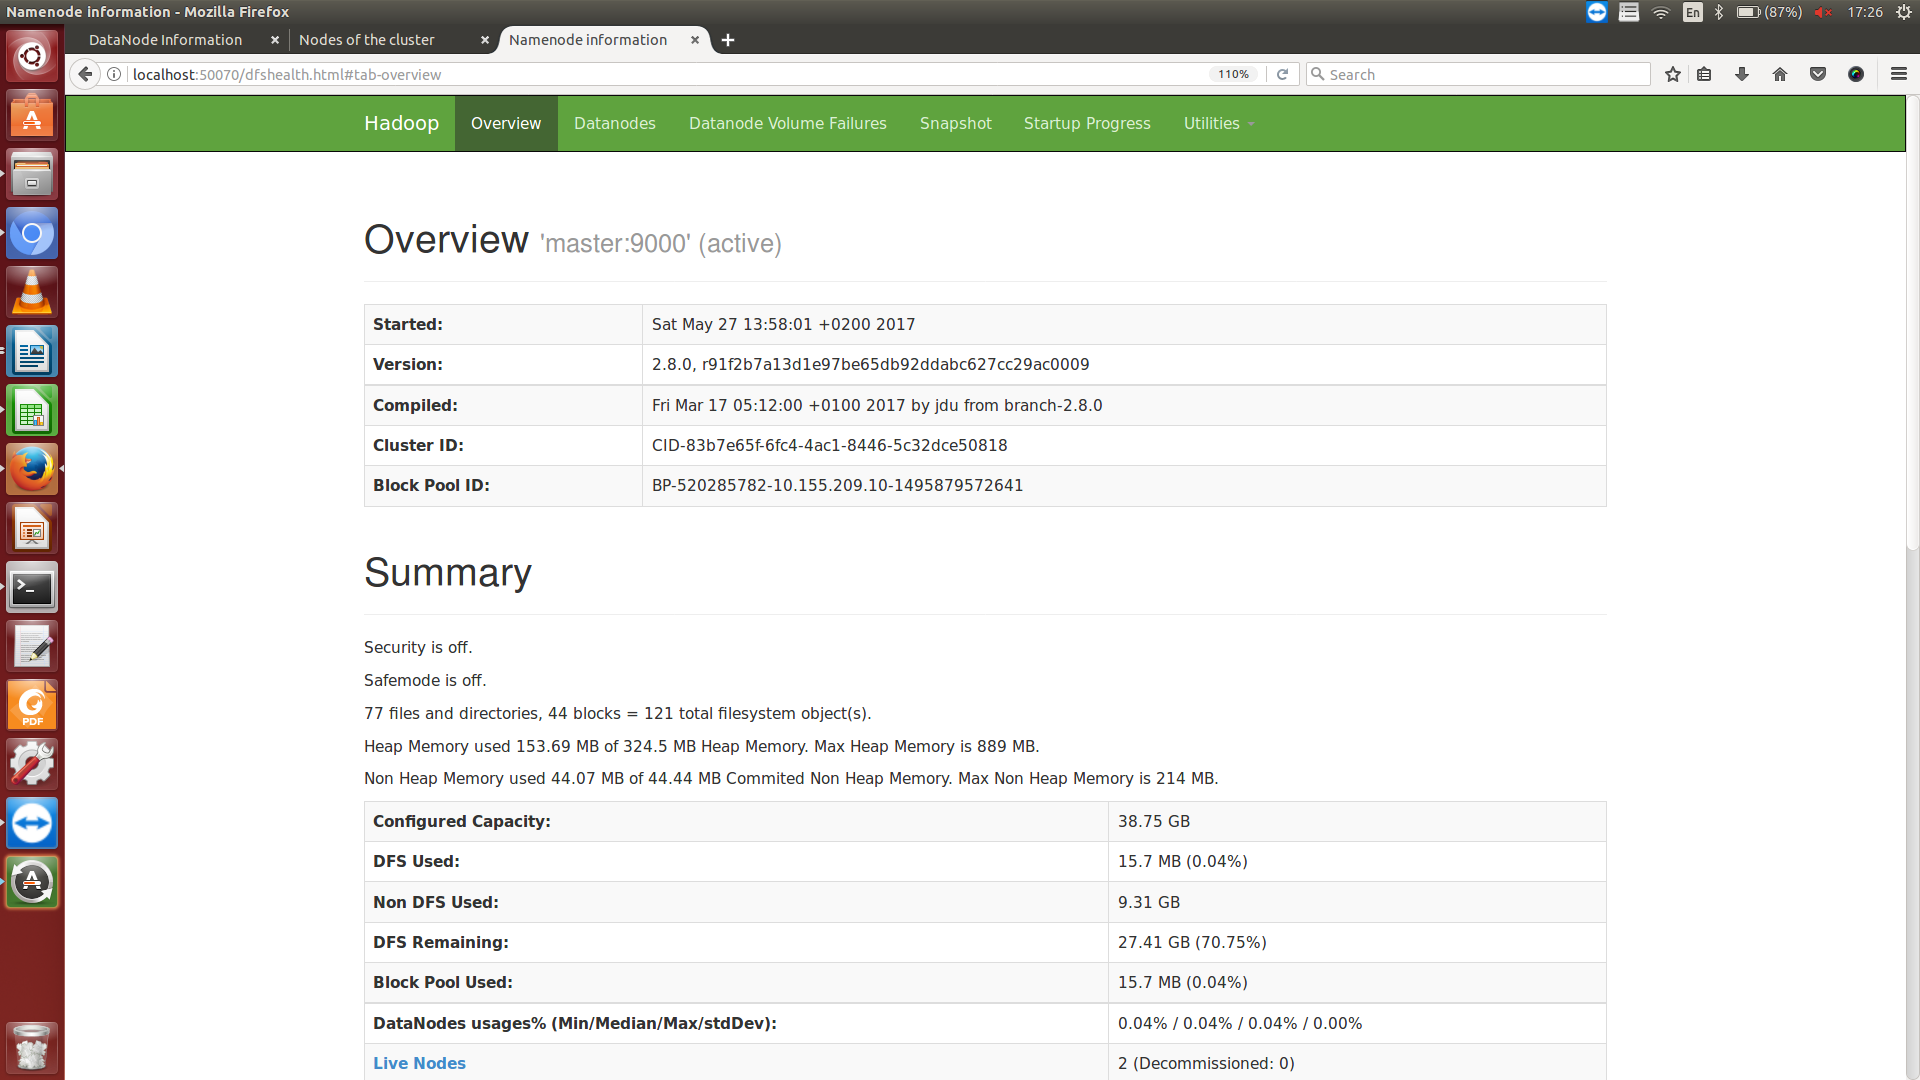 Namenode information - Mozilla Firefox
En
(87%)
17:26
DataNode Information
Nodes of the cluster
Namenode information
localhost:50070/dfshealth.html#tab-overview
110%
Search
Hadoop
Overview
Datanodes
Datanode Volume Failures
Snapshot
Startup Progress
Utilities
Overview 'master:9000' (active)
Started: Sat May 27 13:58:01 +0200 2017
Version: 2.8.0, r91f2b7a13d1e97be65db92ddabc627cc29ac0009
Compiled: Fri Mar 17 05:12:00 +0100 2017 by jdu from branch-2.8.0
Cluster ID: CID-83b7e65f-6fc4-4ac1-8446-5c32dce50818
Block Pool ID: BP-520285782-10.155.209.10-1495879572641
Summary
Security is off.
Safemode is off.
77 files and directories, 44 blocks = 121 total filesystem object(s).
Heap Memory used 153.69 MB of 324.5 MB Heap Memory. Max Heap Memory is 889 MB.
Non Heap Memory used 44.07 MB of 44.44 MB Commited Non Heap Memory. Max Non Heap Memory is 214 MB.
Configured Capacity: 38.75 GB
DFS Used: 15.7 MB (0.04%)
Non DFS Used: 9.31 GB
DFS Remaining: 27.41 GB (70.75%)
Block Pool Used: 15.7 MB (0.04%)
DataNodes usages% (Min/Median/Max/stdDev): 0.04% / 0.04% / 0.04% / 0.00%
Live Nodes 2 (Decommissioned: 0)
PDF